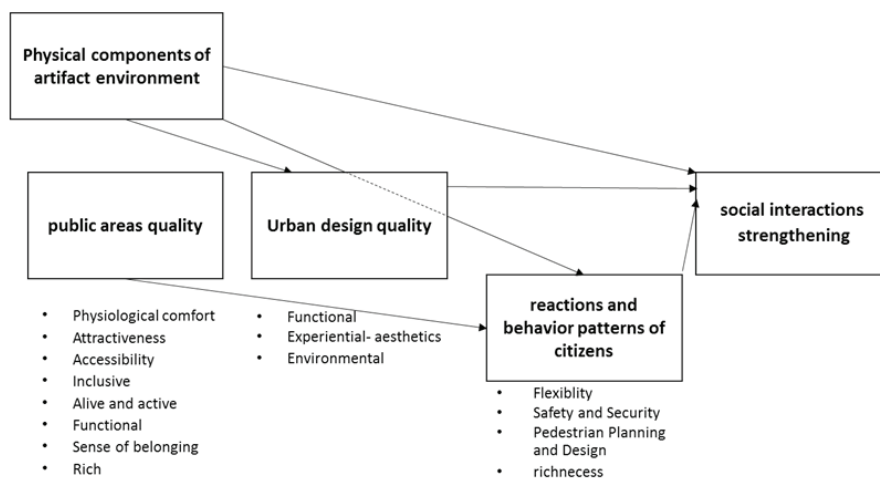 Physical components of
artifact environment
public areas quality
Urban design quality
social interactions
strengthening
reactions and
behavior patterns of
citizens
• Physiological comfort
• Attractiveness
• Accessibility
• Inclusive
• Alive and active
• Functional
• Sense of belonging
• Rich
• Functional
• Experiential- aesthetics
• Environmental
• Flexiblity
• Safety and Security
• Pedestrian Planning
and Design
• richnecess